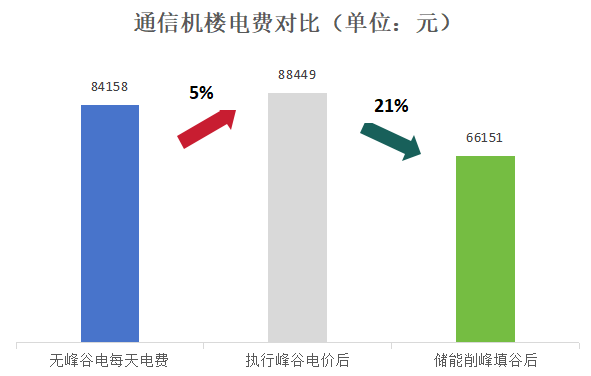 通信机楼电费对比（单位：元）
84158
5%
88449
21%
66151
无峰谷电每天电费
执行峰谷电价后
储能削峰填谷后